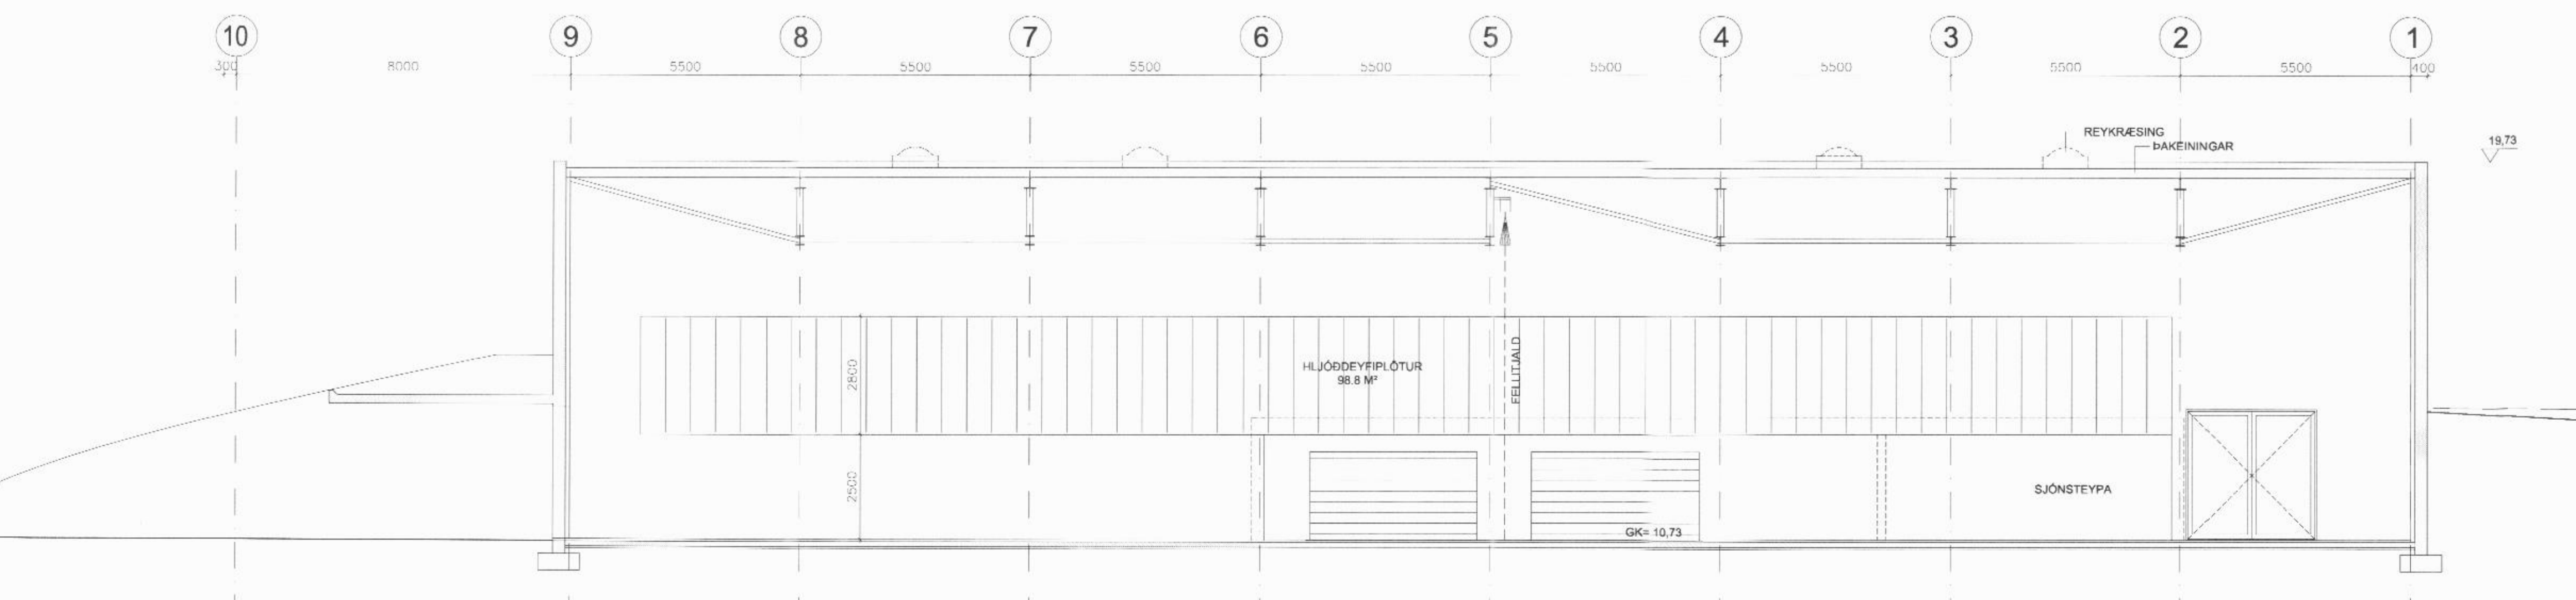 10 9 8 7 6 5 4 3 2 1
300 8000 5500 5500 5500 5500 5500 5500 5500 5500 400
REYKRÆSING
ÞAKEININGAR
19,73
HLJÓÐDEYFIPLÖTUR
98.8 M²
FELLITJALD
2800
2500
SJÓNSTEYPA
GK= 10,73